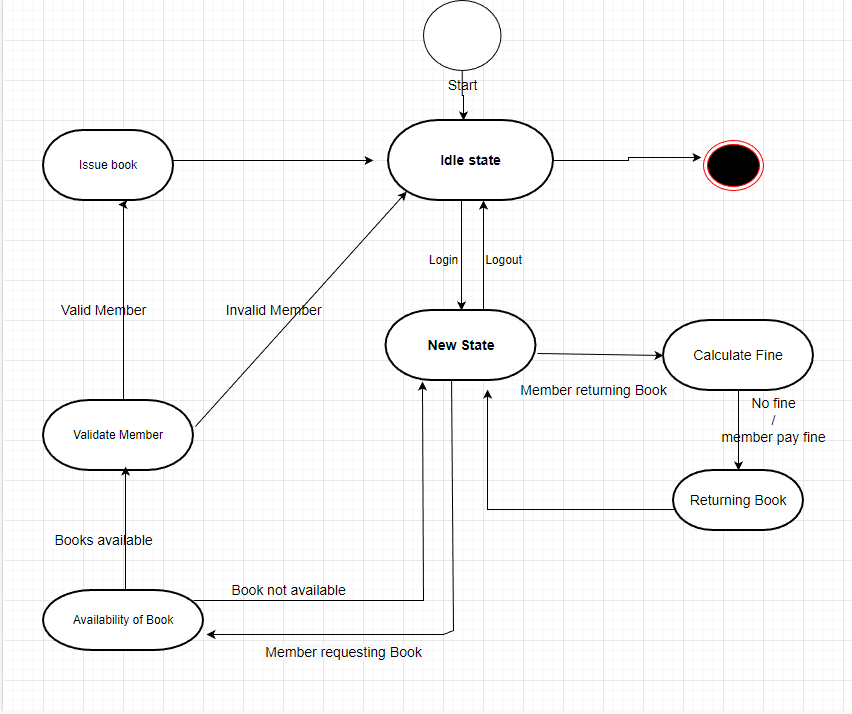 Start
Issue book
Idle state
Login
Logout
Valid Member
Invalid Member
New State
Calculate Fine
Member returning Book
No fine
/
member pay fine
Validate Member
Returning Book
Books available
Book not available
Availability of Book
Member requesting Book